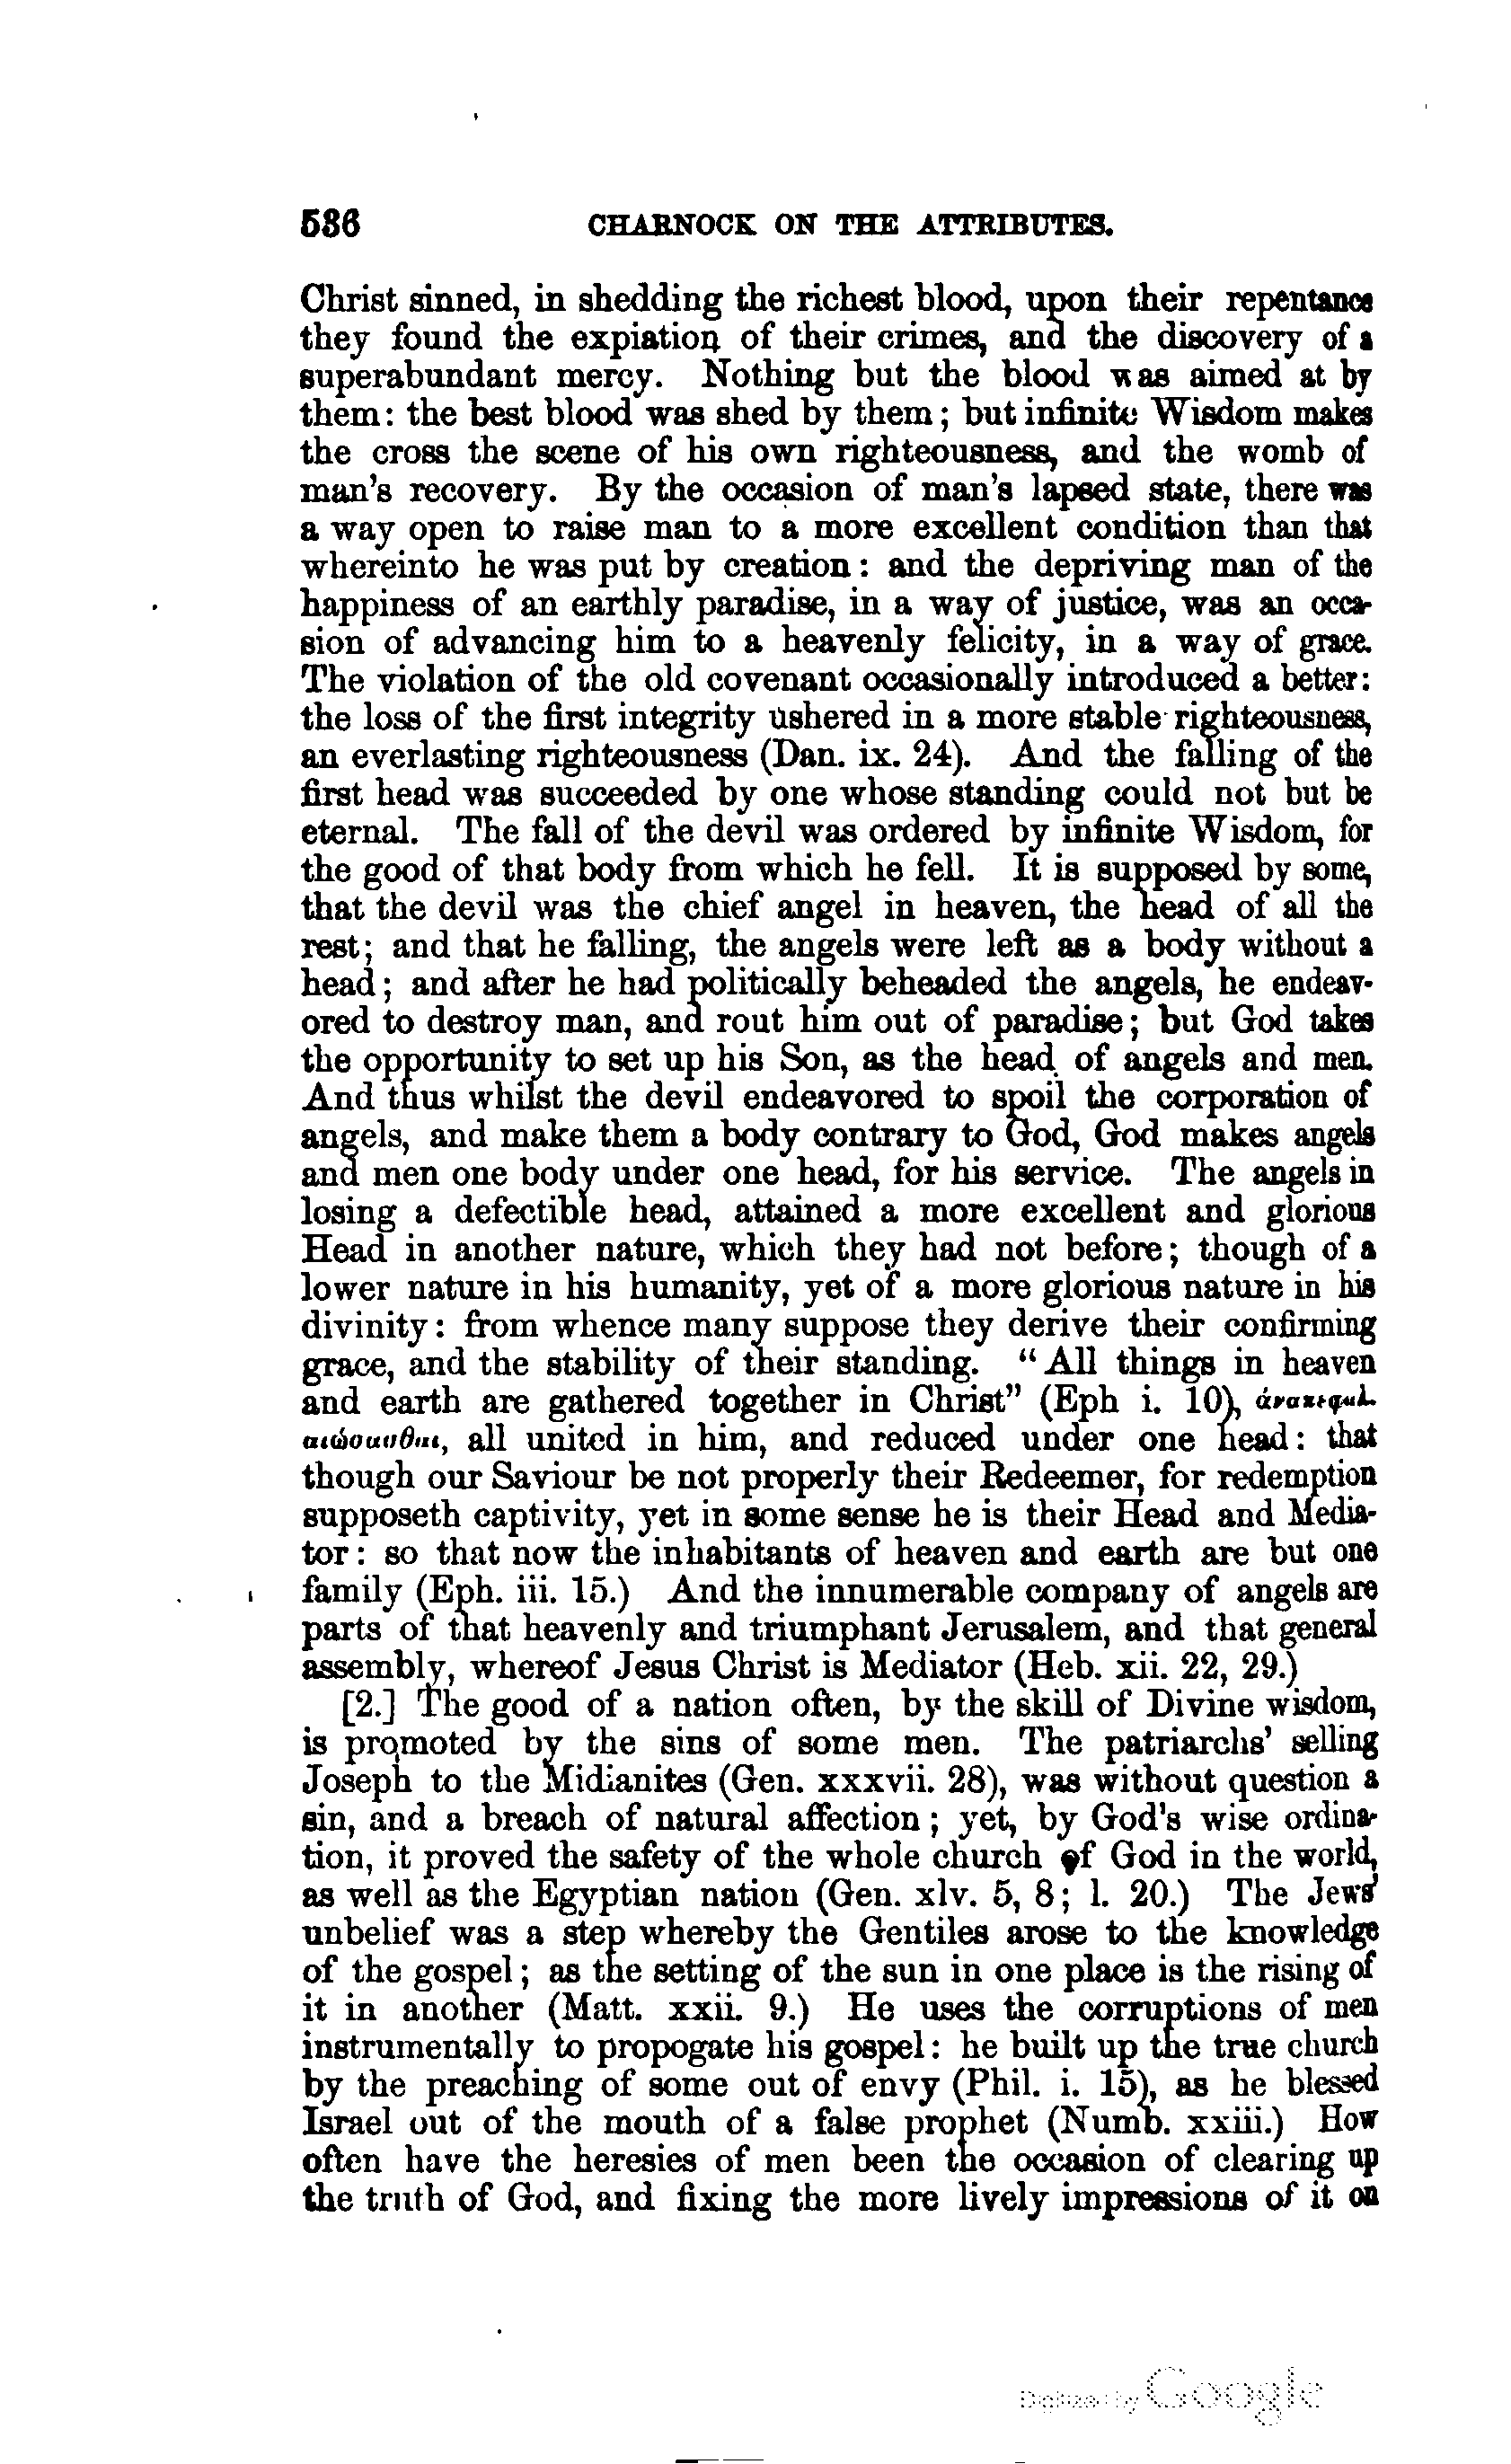 536 CHARNOCK ON THE ATTRIBUTES.
Christ sinned, in shedding the richest blood, upon their repentance
they found the expiation of their crimes, and the discovery of a
superabundant mercy. Nothing but the blood was aimed at by
them: the best blood was shed by them; but infinite Wisdom makes
the cross the scene of his own righteousness, and the womb of
man's recovery. By the occasion of man's lapsed state, there was
a way open to raise man to a more excellent condition than that
whereinto he was put by creation: and the depriving man of the
happiness of an earthly paradise, in a way of justice, was an occa-
sion of advancing him to a heavenly felicity, in a way of grace.
The violation of the old covenant occasionally introduced a better:
the loss of the first integrity ushered in a more stable righteousness,
an everlasting righteousness (Dan. ix. 24). And the falling of the
first head was succeeded by one whose standing could not but be
eternal. The fall of the devil was ordered by infinite Wisdom, for
the good of that body from which he fell. It is supposed by some,
that the devil was the chief angel in heaven, the head of all the
rest; and that he falling, the angels were left as a body without a
head; and after he had politically beheaded the angels, he endeav-
ored to destroy man, and rout him out of paradise; but God takes
the opportunity to set up his Son, as the head of angels and men.
And thus whilst the devil endeavored to spoil the corporation of
angels, and make them a body contrary to God, God makes angels
and men one body under one head, for his service. The angels in
losing a defectible head, attained a more excellent and glorious
Head in another nature, which they had not before; though of a
lower nature in his humanity, yet of a more glorious nature in his
divinity: from whence many suppose they derive their confirming
grace, and the stability of their standing. "All things in heaven
and earth are gathered together in Christ" (Eph i. 10),
all united in him, and reduced under one head: that
though our Saviour be not properly their Redeemer, for redemption
supposeth captivity, yet in some sense he is their Head and Media-
tor: so that now the inhabitants of heaven and earth are but one
family (Eph. iii. 15.) And the innumerable company of angels are
parts of that heavenly and triumphant Jerusalem, and that general
assembly, whereof Jesus Christ is Mediator (Heb. xii. 22, 29.)
[2.] The good of a nation often, by the skill of Divine wisdom,
is promoted by the sins of some men. The patriarchs' selling
Joseph to the Midianites (Gen. xxxvii. 28), was without question a
sin, and a breach of natural affection; yet, by God's wise ordina-
tion, it proved the safety of the whole church of God in the world,
as well as the Egyptian nation (Gen. xlv. 5, 8; l. 20.) The Jews'
unbelief was a step whereby the Gentiles arose to the knowledge
of the gospel; as the setting of the sun in one place is the rising of
it in another (Matt. xxii. 9.) He uses the corruptions of men
instrumentally to propogate his gospel: he built up the true church
by the preaching of some out of envy (Phil. i. 15), as he blessed
Israel out of the mouth of a false prophet (Numb. xxiii.) How
often have the heresies of men been the occasion of clearing up
the truth of God, and fixing the more lively impressions of it on
Digitized by Google